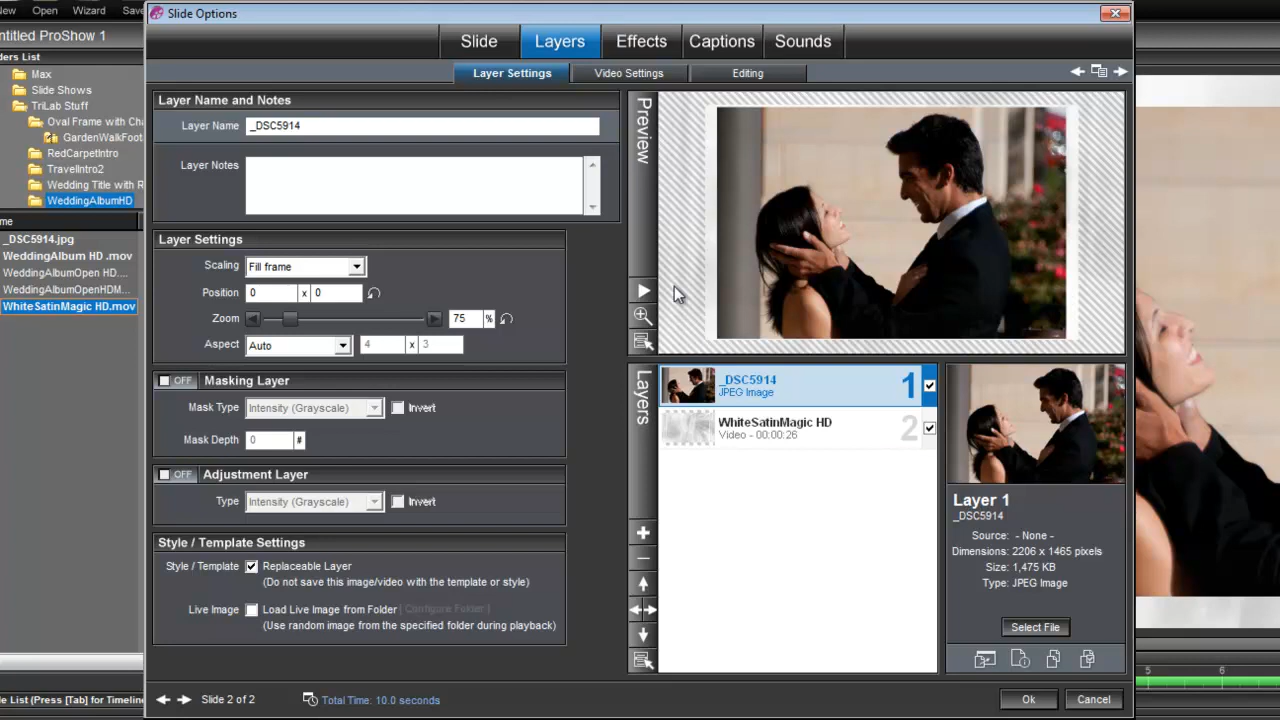 New Open Wizard Save
Slide Options
ntitled ProShow 1
Slide Layers Effects Captions Sounds
ders List
Layer Settings Video Settings Editing
Max
Slide Shows
TriLab Stuff
Oval Frame with Cha
GardenWalkFoot
RedCarpetIntro
TravelIntro2
Wedding Title with R
WeddingAlbumHD
me
_DSC5914.jpg
WeddingAlbum HD .mov
WeddingAlbumOpen HD....
WeddingAlbumOpenHDM...
WhiteSatinMagic HD.mov
Layer Name and Notes
Layer Name _DSC5914
Layer Notes
Layer Settings
Scaling Fill frame
Position 0 x 0
Zoom 75 %
Aspect Auto 4 x 3
OFF Masking Layer
Mask Type Intensity (Grayscale) Invert
Mask Depth 0 #
OFF Adjustment Layer
Type Intensity (Grayscale) Invert
Style / Template Settings
Style / Template Replaceable Layer
(Do not save this image/video with the template or style)
Live Image Load Live Image from Folder [ Configure Folder ]
(Use random image from the specified folder during playback)
Preview
Layers
_DSC5914
JPEG Image
1
WhiteSatinMagic HD
Video - 00:00:26
2
Layer 1
_DSC5914
Source: - None -
Dimensions: 2206 x 1465 pixels
Size: 1,475 KB
Type: JPEG Image
Select File
5 6
le List (Press [Tab] for Timeline
Slide 2 of 2
Total Time: 10.0 seconds
Ok Cancel